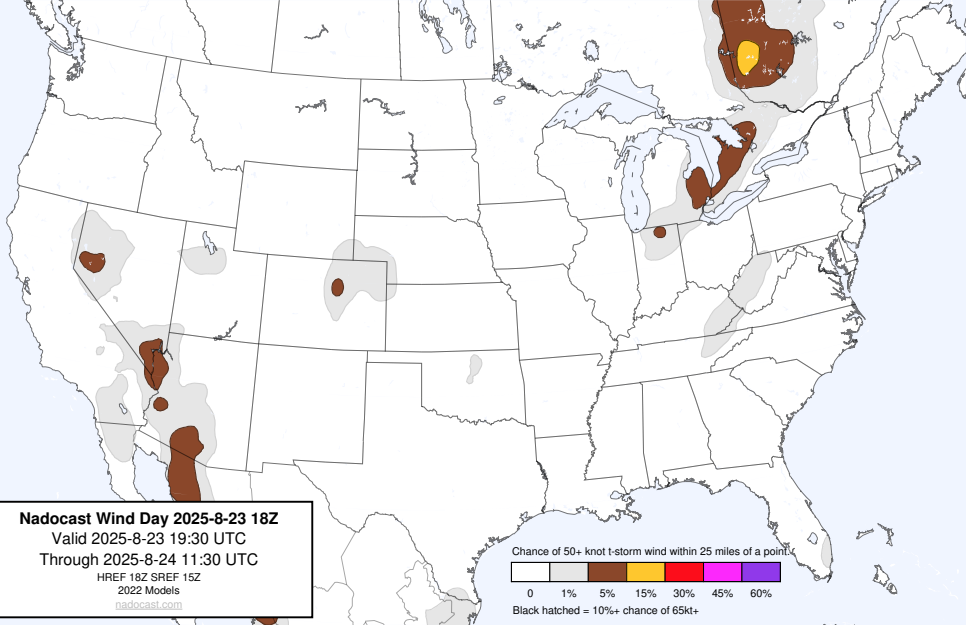 Nadocast Wind Day 2025-8-23 18Z
Valid 2025-8-23 19:30 UTC
Through 2025-8-24 11:30 UTC
HREF 18Z SREF 15Z
2022 Models
nadocast.com
Chance of 50+ knot t-storm wind within 25 miles of a point.
0 1% 5% 15% 30% 45% 60%
Black hatched = 10%+ chance of 65kt+